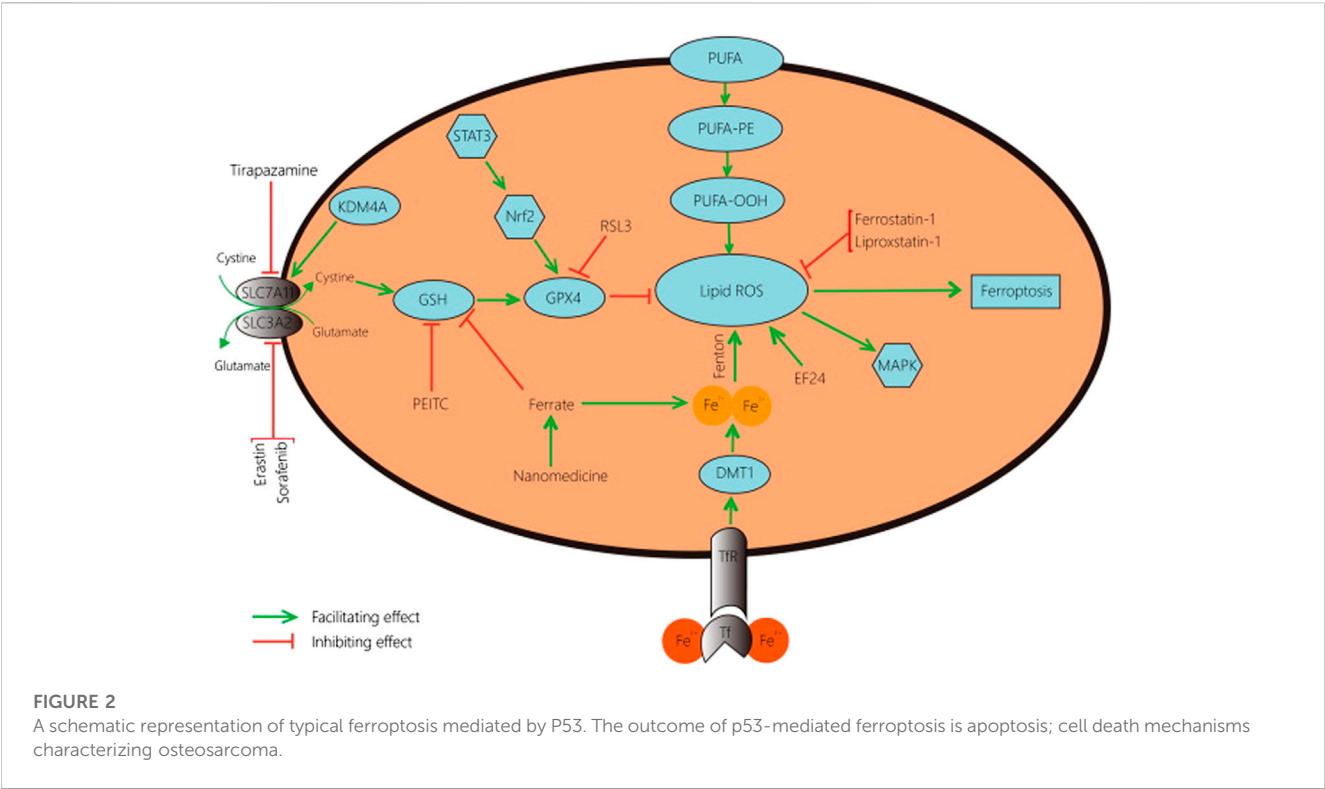 PUFA
PUFA-PE
PUFA-OOH
STAT3
Nrf2
RSL3
Tirapazamine
KDM4A
Cystine
Cystine
SLC7A11
SLC3A2
Glutamate
Glutamate
GSH
GPX4
Lipid ROS
Ferrostatin-1
Liproxstatin-1
Ferroptosis
MAPK
EF24
Fenton
PEITC
Ferrate
Nanomedicine
Fe
Fe
DMT1
Erastin
Sorafenib
TfR
Tf
Fe
Fe
Facilitating effect
Inhibiting effect
FIGURE 2
A schematic representation of typical ferroptosis mediated by P53. The outcome of p53-mediated ferroptosis is apoptosis; cell death mechanisms
characterizing osteosarcoma.